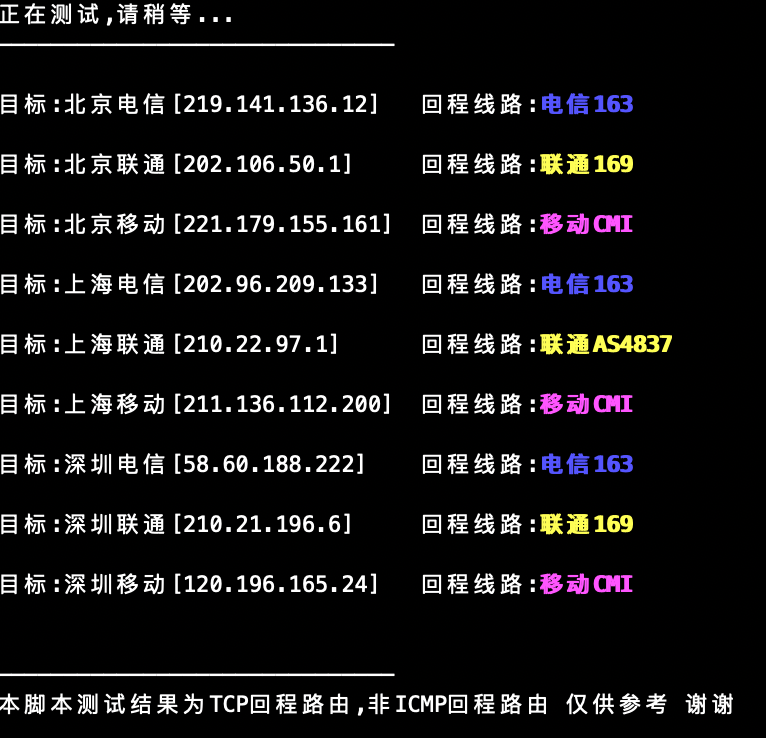 正在测试,请稍等...
目标:北京电信[219.141.136.12] 回程线路:电信163
目标:北京联通[202.106.50.1] 回程线路:联通169
目标:北京移动[221.179.155.161] 回程线路:移动CMI
目标:上海电信[202.96.209.133] 回程线路:电信163
目标:上海联通[210.22.97.1] 回程线路:联通AS4837
目标:上海移动[211.136.112.200] 回程线路:移动CMI
目标:深圳电信[58.60.188.222] 回程线路:电信163
目标:深圳联通[210.21.196.6] 回程线路:联通169
目标:深圳移动[120.196.165.24] 回程线路:移动CMI
本脚本测试结果为TCP回程路由,非ICMP回程路由 仅供参考 谢谢